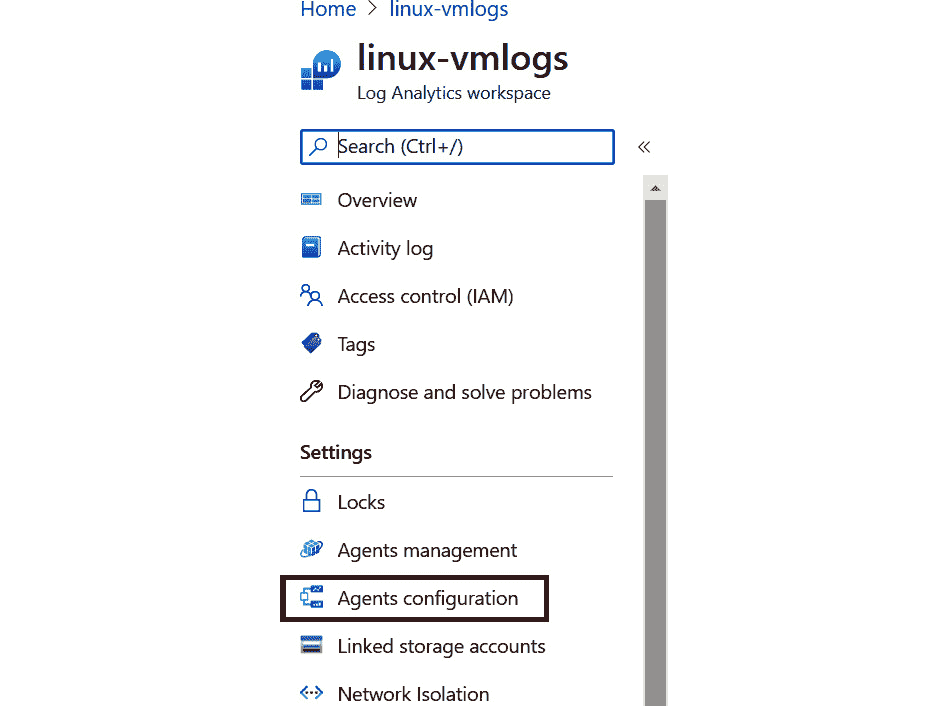 Home > linux-vmlogs
linux-vmlogs
Log Analytics workspace
Search (Ctrl+/)
«
Overview
Activity log
Access control (IAM)
Tags
Diagnose and solve problems
Settings
Locks
Agents management
Agents configuration
Linked storage accounts
Network Isolation